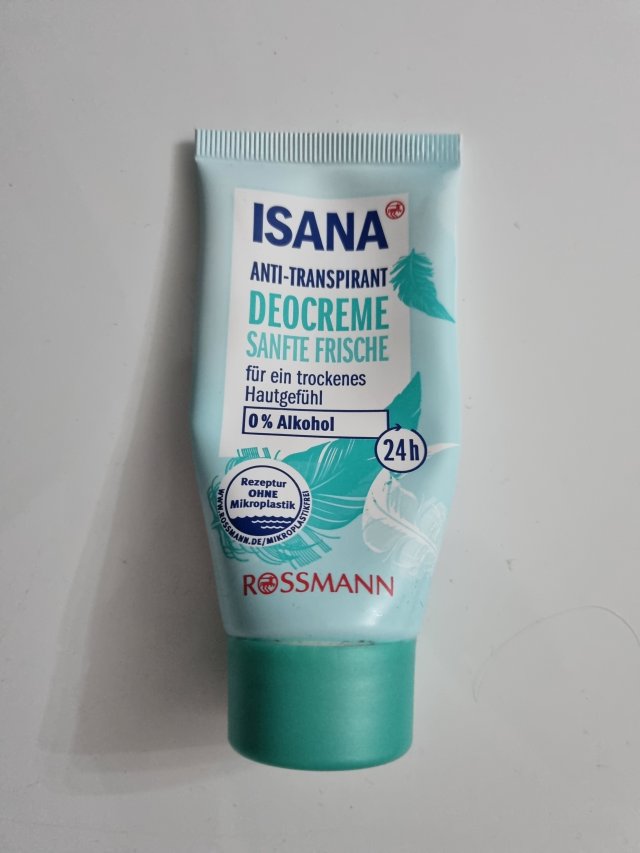 ISANA
ANTI-TRANSPIRANT
DEOCREME
SANFTE FRISCHE
für ein trockenes
Hautgefühl
0% Alkohol
24h
Rezeptur
OHNE
Mikroplastik
WWW.ROSSMANN.DE/MIKROPLASTIKFREI
ROSSMANN